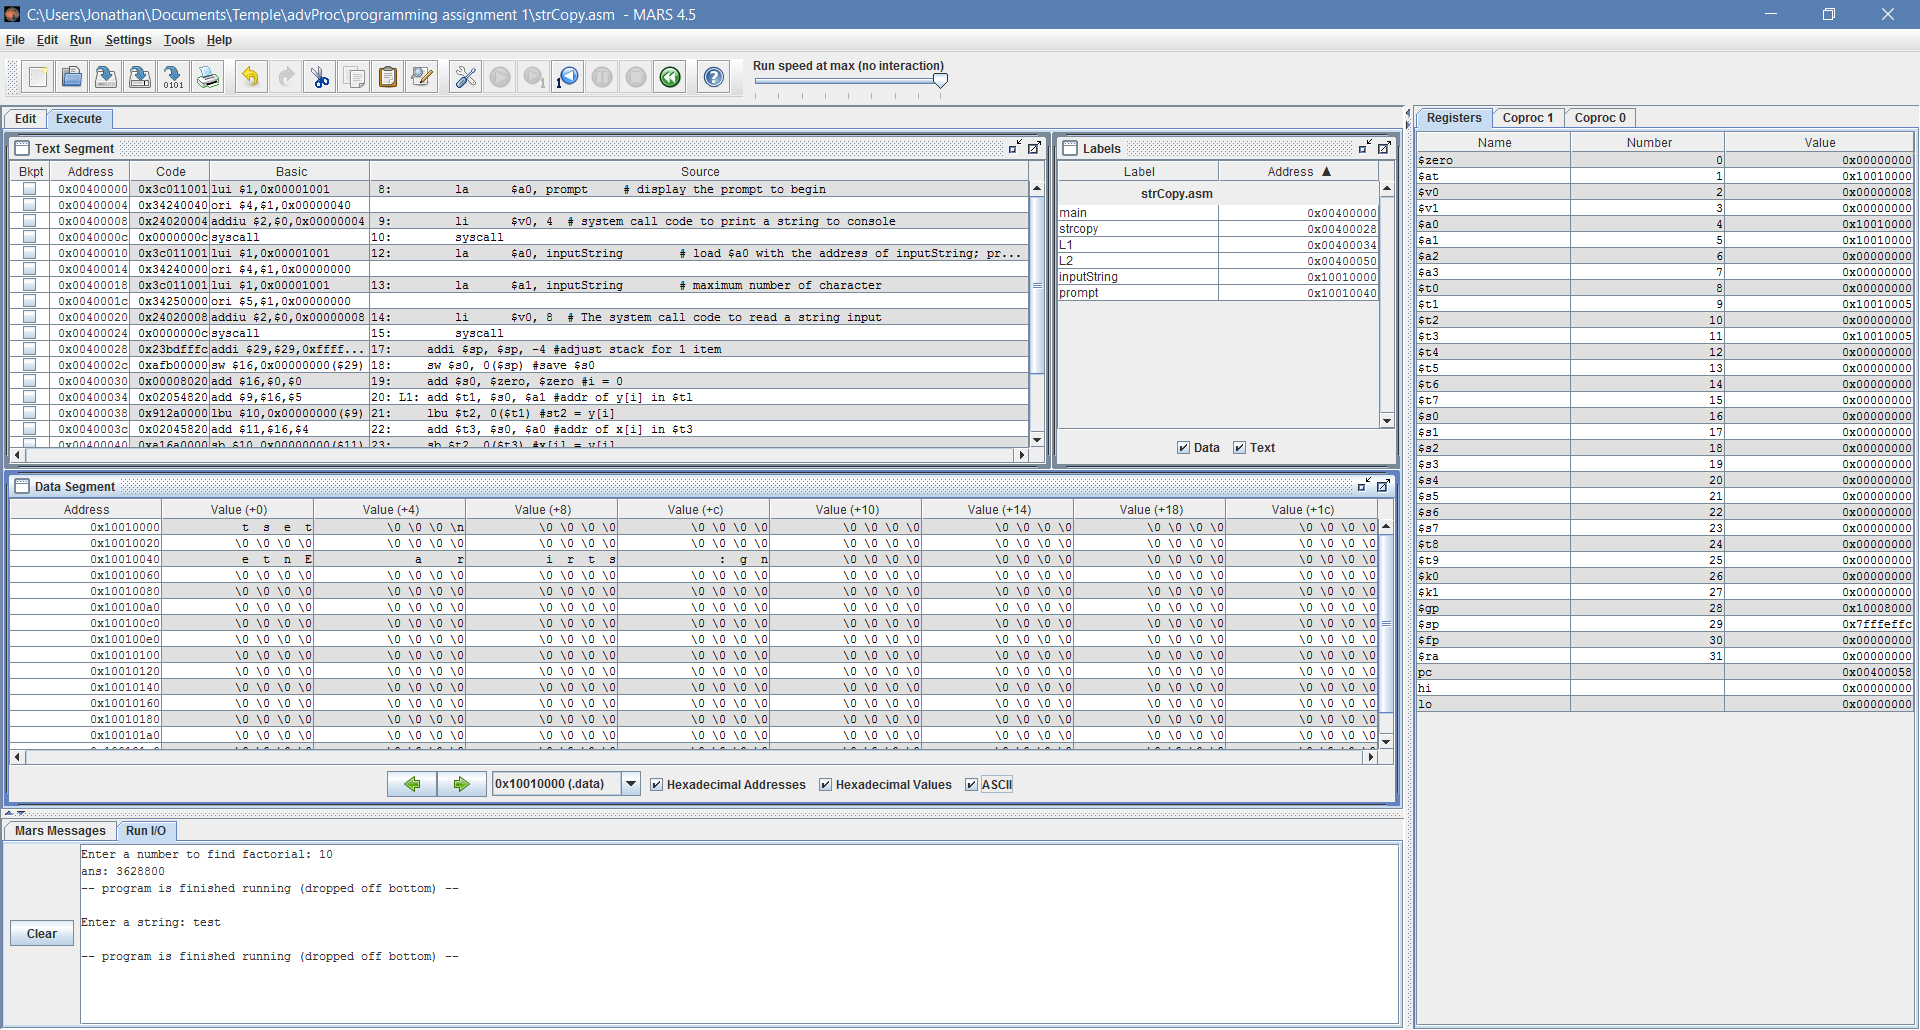 C:\Users\Jonathan\Documents\Temple\advProc\programming assignment 1\strCopy.asm - MARS 4.5
File Edit Run Settings Tools Help
Run speed at max (no interaction)
Edit Execute
Text Segment
Bkpt Address Code Basic Source
0x00400000 0x3c011001 lui $1,0x00001001 8: la $a0, prompt # display the prompt to begin
0x00400004 0x34240040 ori $4,$1,0x00000040
0x00400008 0x24020004 addiu $2,$0,0x00000004 9: li $v0, 4 # system call code to print a string to console
0x0040000c 0x0000000c syscall 10: syscall
0x00400010 0x3c011001 lui $1,0x00001001 12: la $a0, inputString # load $a0 with the address of inputString; pr...
0x00400014 0x34240000 ori $4,$1,0x00000000
0x00400018 0x3c011001 lui $1,0x00001001 13: la $a1, inputString # maximum number of character
0x0040001c 0x34250000 ori $5,$1,0x00000000
0x00400020 0x24020008 addiu $2,$0,0x00000008 14: li $v0, 8 # The system call code to read a string input
0x00400024 0x0000000c syscall 15: syscall
0x00400028 0x23bdfffc addi $29,$29,0xffff... 17: addi $sp, $sp, -4 #adjust stack for 1 item
0x0040002c 0xafb00000 sw $16,0x00000000($29) 18: sw $s0, 0($sp) #save $s0
0x00400030 0x00008020 add $16,$0,$0 19: add $s0, $zero, $zero #i = 0
0x00400034 0x02054820 add $9,$16,$5 20: L1: add $t1, $s0, $a1 #addr of y[i] in $t1
0x00400038 0x912a0000 lbu $10,0x00000000($9) 21: lbu $t2, 0($t1) #st2 = y[i]
0x0040003c 0x02045820 add $11,$16,$4 22: add $t3, $s0, $a0 #addr of x[i] in $t3
0x00400040 0xa16a0000 sb $10,0x00000000($11) 23: sb $t2, 0($t3) #x[i] = y[i]
Labels
Label Address ▲
strCopy.asm
main 0x00400000
strcopy 0x00400028
L1 0x00400034
L2 0x00400050
inputString 0x10010000
prompt 0x10010040
Data Text
Data Segment
Address Value (+0) Value (+4) Value (+8) Value (+c) Value (+10) Value (+14) Value (+18) Value (+1c)
0x10010000 t s e t \0 \0 \0 \n \0 \0 \0 \0 \0 \0 \0 \0 \0 \0 \0 \0 \0 \0 \0 \0 \0 \0 \0 \0 \0 \0 \0 \0
0x10010020 \0 \0 \0 \0 \0 \0 \0 \0 \0 \0 \0 \0 \0 \0 \0 \0 \0 \0 \0 \0 \0 \0 \0 \0 \0 \0 \0 \0 \0 \0 \0 \0
0x10010040 e t n E a r i r t s : g n \0 \0 \0 \0 \0 \0 \0 \0 \0 \0 \0 \0 \0 \0 \0 \0
0x10010060 \0 \0 \0 \0 \0 \0 \0 \0 \0 \0 \0 \0 \0 \0 \0 \0 \0 \0 \0 \0 \0 \0 \0 \0 \0 \0 \0 \0 \0 \0 \0 \0
0x10010080 \0 \0 \0 \0 \0 \0 \0 \0 \0 \0 \0 \0 \0 \0 \0 \0 \0 \0 \0 \0 \0 \0 \0 \0 \0 \0 \0 \0 \0 \0 \0 \0
0x100100a0 \0 \0 \0 \0 \0 \0 \0 \0 \0 \0 \0 \0 \0 \0 \0 \0 \0 \0 \0 \0 \0 \0 \0 \0 \0 \0 \0 \0 \0 \0 \0 \0
0x100100c0 \0 \0 \0 \0 \0 \0 \0 \0 \0 \0 \0 \0 \0 \0 \0 \0 \0 \0 \0 \0 \0 \0 \0 \0 \0 \0 \0 \0 \0 \0 \0 \0
0x100100e0 \0 \0 \0 \0 \0 \0 \0 \0 \0 \0 \0 \0 \0 \0 \0 \0 \0 \0 \0 \0 \0 \0 \0 \0 \0 \0 \0 \0 \0 \0 \0 \0
0x10010100 \0 \0 \0 \0 \0 \0 \0 \0 \0 \0 \0 \0 \0 \0 \0 \0 \0 \0 \0 \0 \0 \0 \0 \0 \0 \0 \0 \0 \0 \0 \0 \0
0x10010120 \0 \0 \0 \0 \0 \0 \0 \0 \0 \0 \0 \0 \0 \0 \0 \0 \0 \0 \0 \0 \0 \0 \0 \0 \0 \0 \0 \0 \0 \0 \0 \0
0x10010140 \0 \0 \0 \0 \0 \0 \0 \0 \0 \0 \0 \0 \0 \0 \0 \0 \0 \0 \0 \0 \0 \0 \0 \0 \0 \0 \0 \0 \0 \0 \0 \0
0x10010160 \0 \0 \0 \0 \0 \0 \0 \0 \0 \0 \0 \0 \0 \0 \0 \0 \0 \0 \0 \0 \0 \0 \0 \0 \0 \0 \0 \0 \0 \0 \0 \0
0x10010180 \0 \0 \0 \0 \0 \0 \0 \0 \0 \0 \0 \0 \0 \0 \0 \0 \0 \0 \0 \0 \0 \0 \0 \0 \0 \0 \0 \0 \0 \0 \0 \0
0x100101a0 \0 \0 \0 \0 \0 \0 \0 \0 \0 \0 \0 \0 \0 \0 \0 \0 \0 \0 \0 \0 \0 \0 \0 \0 \0 \0 \0 \0 \0 \0 \0 \0
0x10010000 (.data) Hexadecimal Addresses Hexadecimal Values ASCII
Mars Messages Run I/O
Enter a number to find factorial: 10
ans: 3628800
-- program is finished running (dropped off bottom) --
Enter a string: test
-- program is finished running (dropped off bottom) --
Clear
Registers Coproc 1 Coproc 0
Name Number Value
$zero 0 0x00000000
$at 1 0x10010000
$v0 2 0x00000008
$v1 3 0x00000000
$a0 4 0x10010000
$a1 5 0x10010000
$a2 6 0x00000000
$a3 7 0x00000000
$t0 8 0x00000000
$t1 9 0x10010005
$t2 10 0x00000000
$t3 11 0x10010005
$t4 12 0x00000000
$t5 13 0x00000000
$t6 14 0x00000000
$t7 15 0x00000000
$s0 16 0x00000000
$s1 17 0x00000000
$s2 18 0x00000000
$s3 19 0x00000000
$s4 20 0x00000000
$s5 21 0x00000000
$s6 22 0x00000000
$s7 23 0x00000000
$t8 24 0x00000000
$t9 25 0x00000000
$k0 26 0x00000000
$k1 27 0x00000000
$gp 28 0x10008000
$sp 29 0x7fffeffc
$fp 30 0x00000000
$ra 31 0x00000000
pc 0x00400058
hi 0x00000000
lo 0x00000000